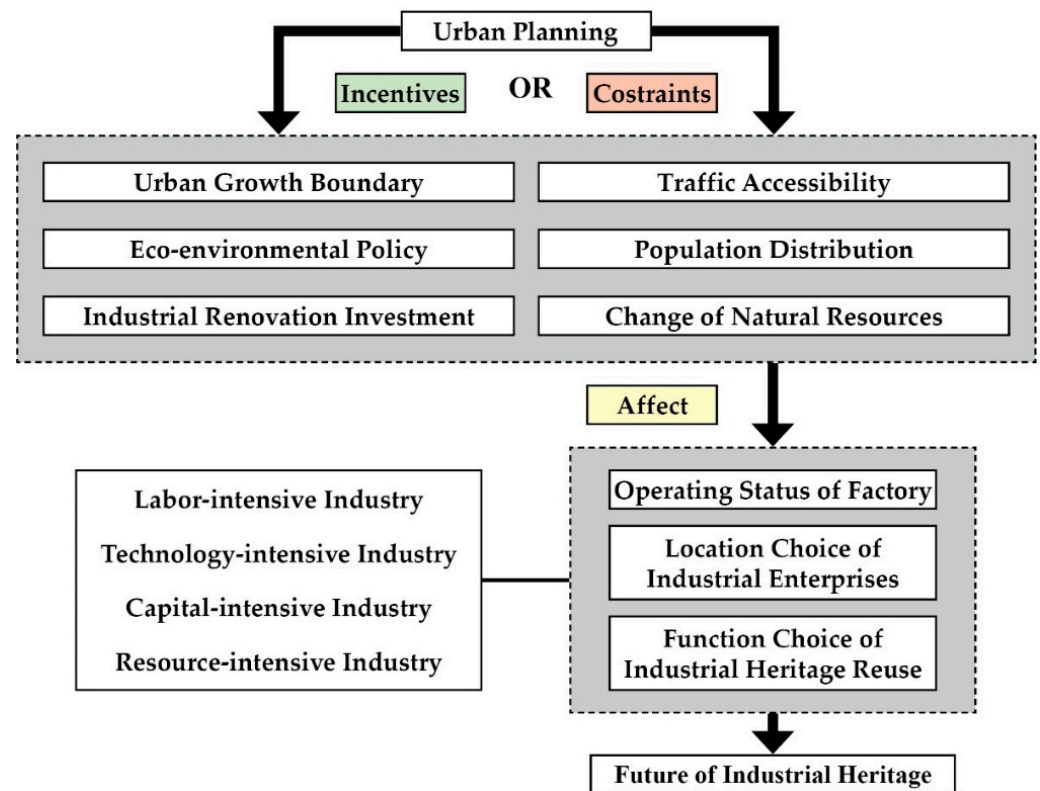 Urban Planning
Incentives
OR
Costraints
Urban Growth Boundary
Traffic Accessibility
Eco-environmental Policy
Population Distribution
Industrial Renovation Investment
Change of Natural Resources
Affect
Labor-intensive Industry
Technology-intensive Industry
Capital-intensive Industry
Resource-intensive Industry
Operating Status of Factory
Location Choice of
Industrial Enterprises
Function Choice of
Industrial Heritage Reuse
Future of Industrial Heritage